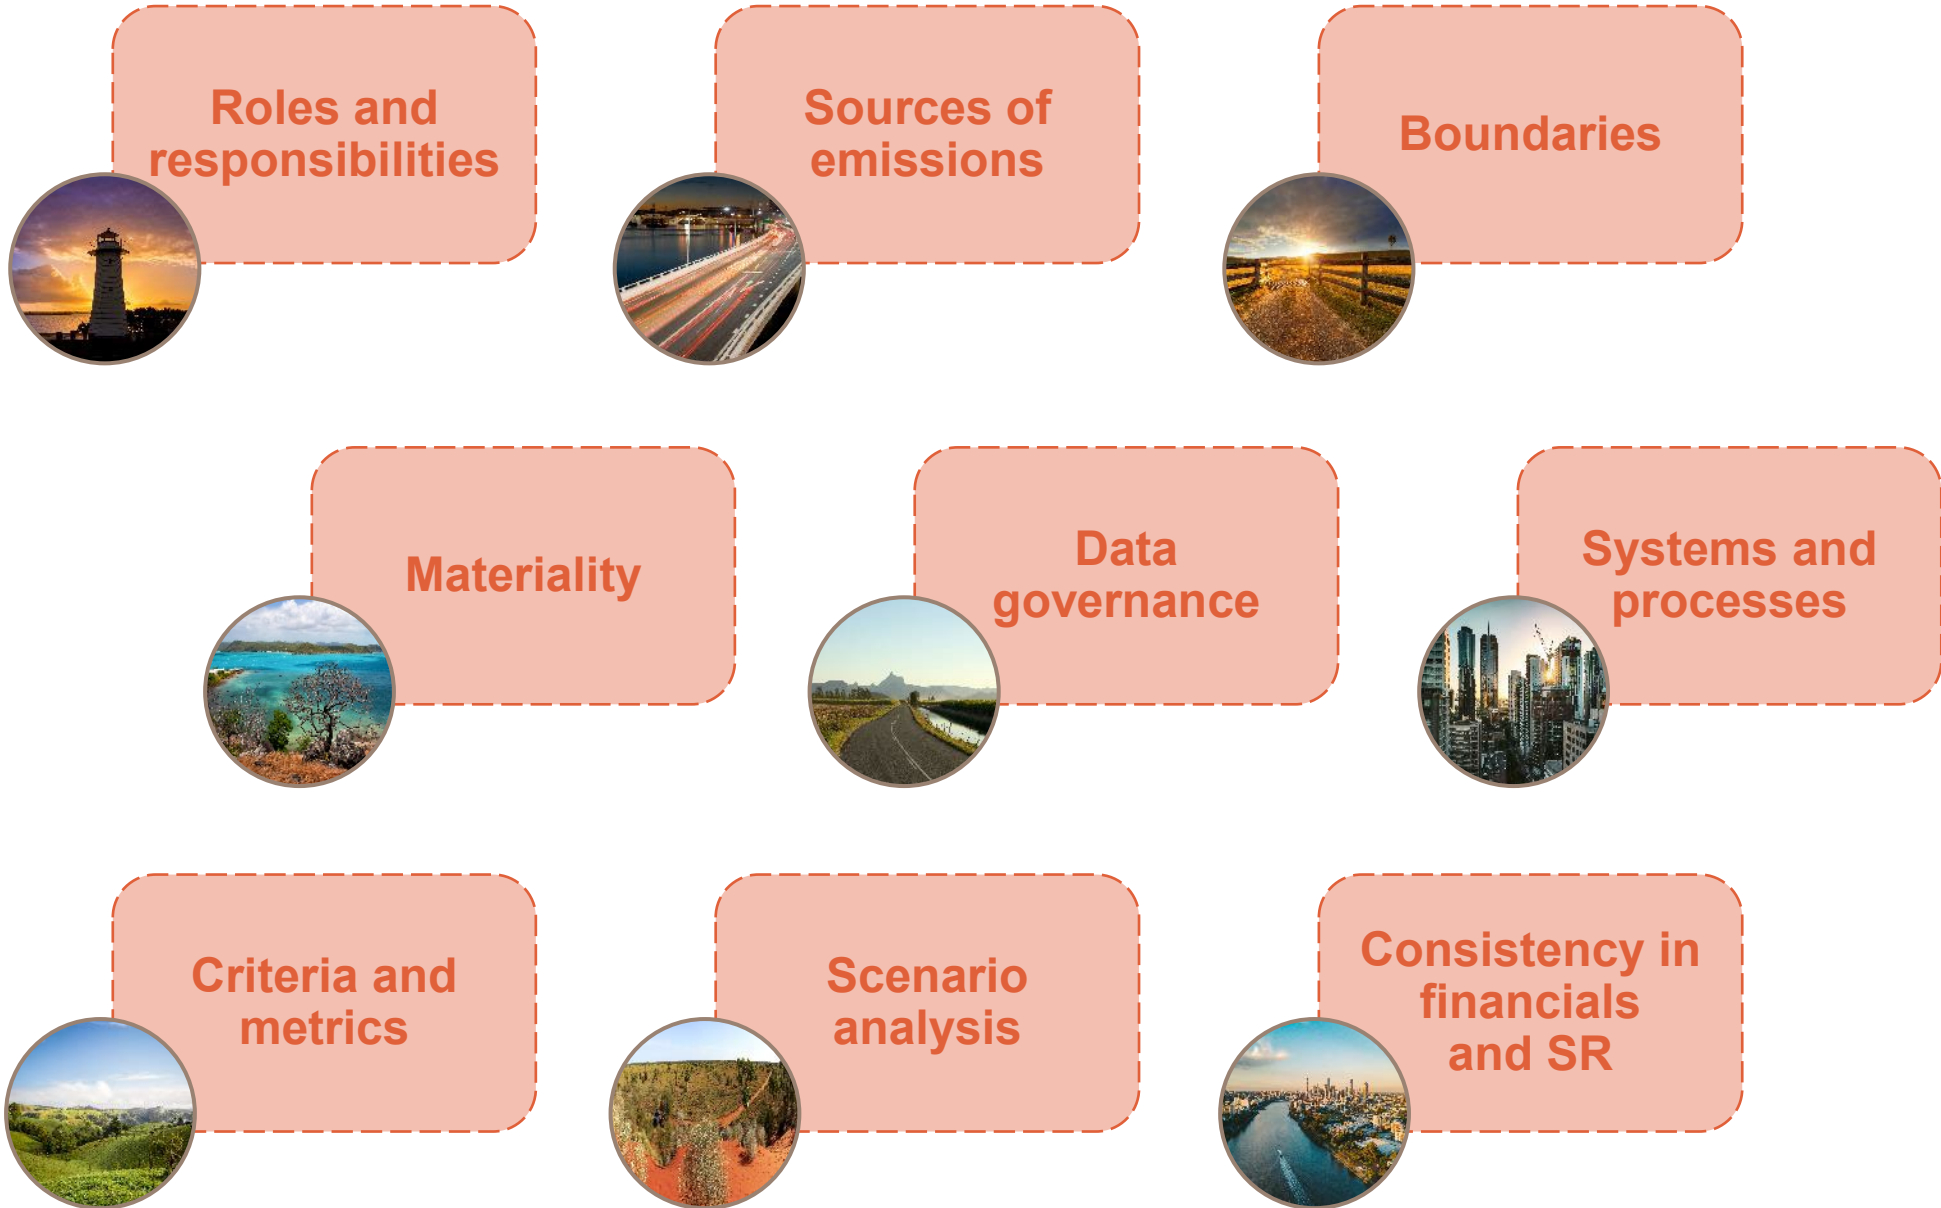 Roles and
responsibilities
Sources of
emissions
Boundaries
Materiality
Data
governance
Systems and
processes
Criteria and
metrics
Scenario
analysis
Consistency in
financials
and SR